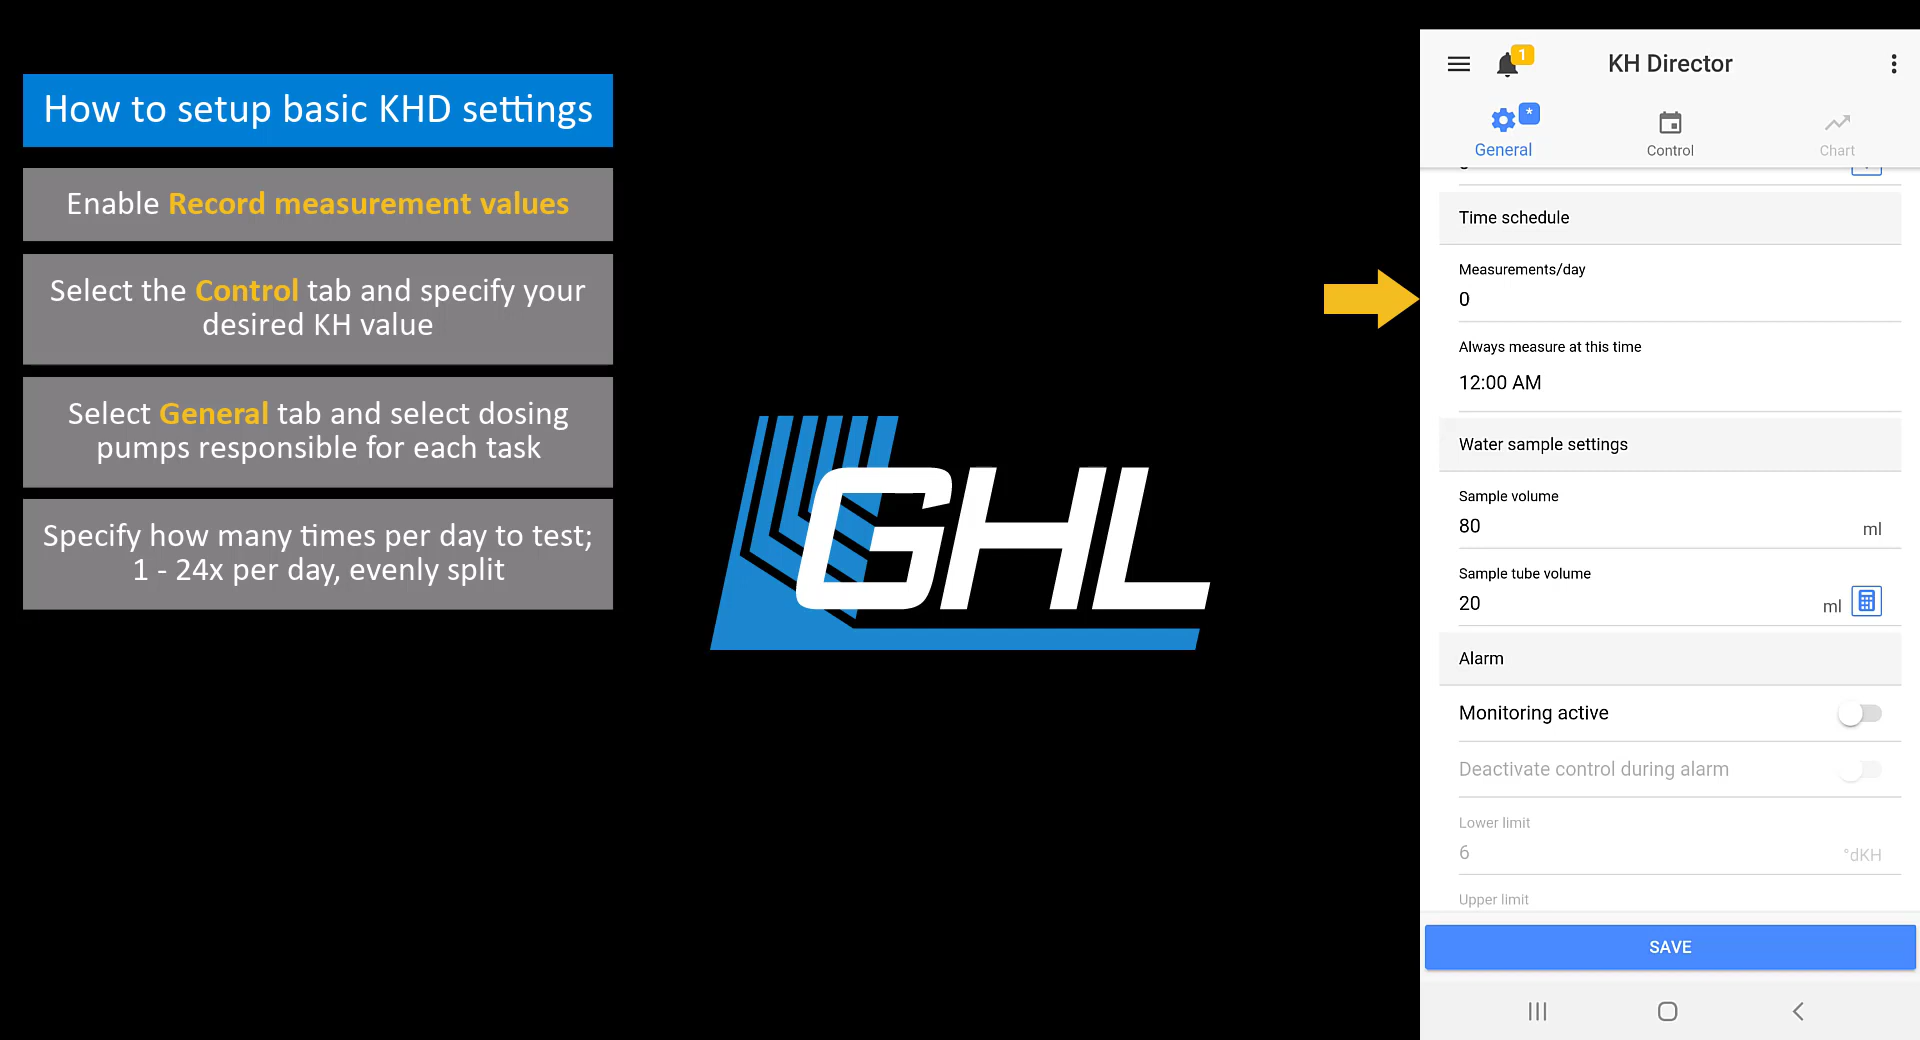 How to setup basic KHD settings
Enable Record measurement values
Select the Control tab and specify your
desired KH value
Select General tab and select dosing
pumps responsible for each task
Specify how many times per day to test;
1 - 24x per day, evenly split
GHL
1
KH Director
*
General
Control
Chart
Time schedule
Measurements/day
0
Always measure at this time
12:00 AM
Water sample settings
Sample volume
80 ml
Sample tube volume
20 ml
Alarm
Monitoring active
Deactivate control during alarm
Lower limit
6 °dKH
Upper limit
SAVE